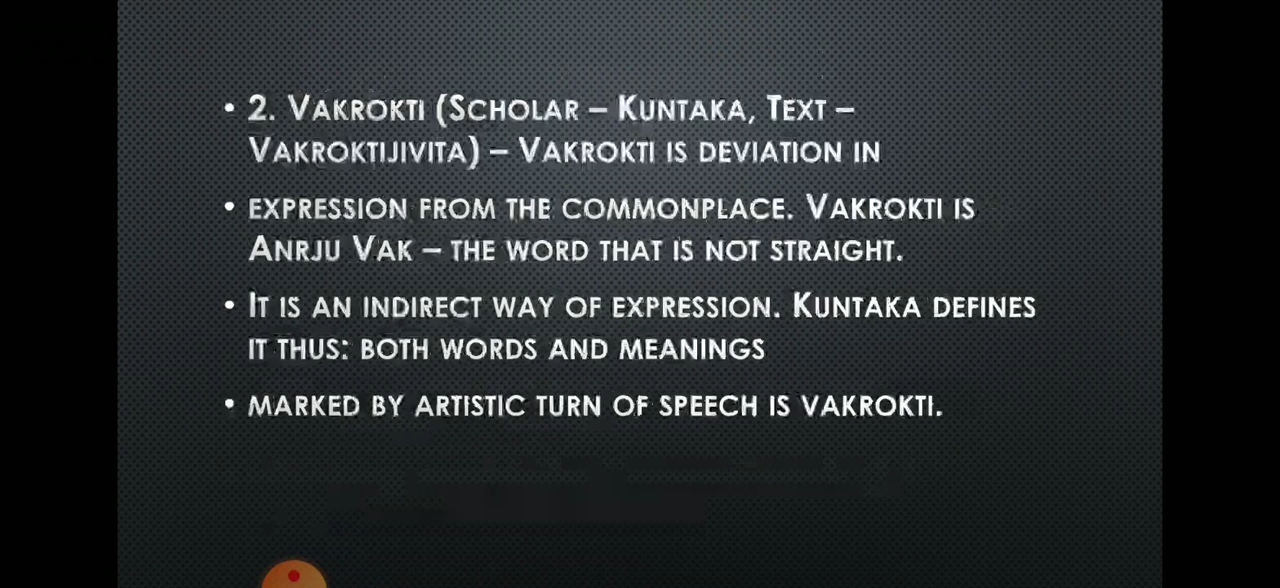 • 2. Vakrokti (Scholar – Kuntaka, Text –
Vakroktijivita) – Vakrokti is deviation in
• expression from the commonplace. Vakrokti is
Anrju Vak – the word that is not straight.
• It is an indirect way of expression. Kuntaka defines
it thus: both words and meanings
• marked by artistic turn of speech is vakrokti.